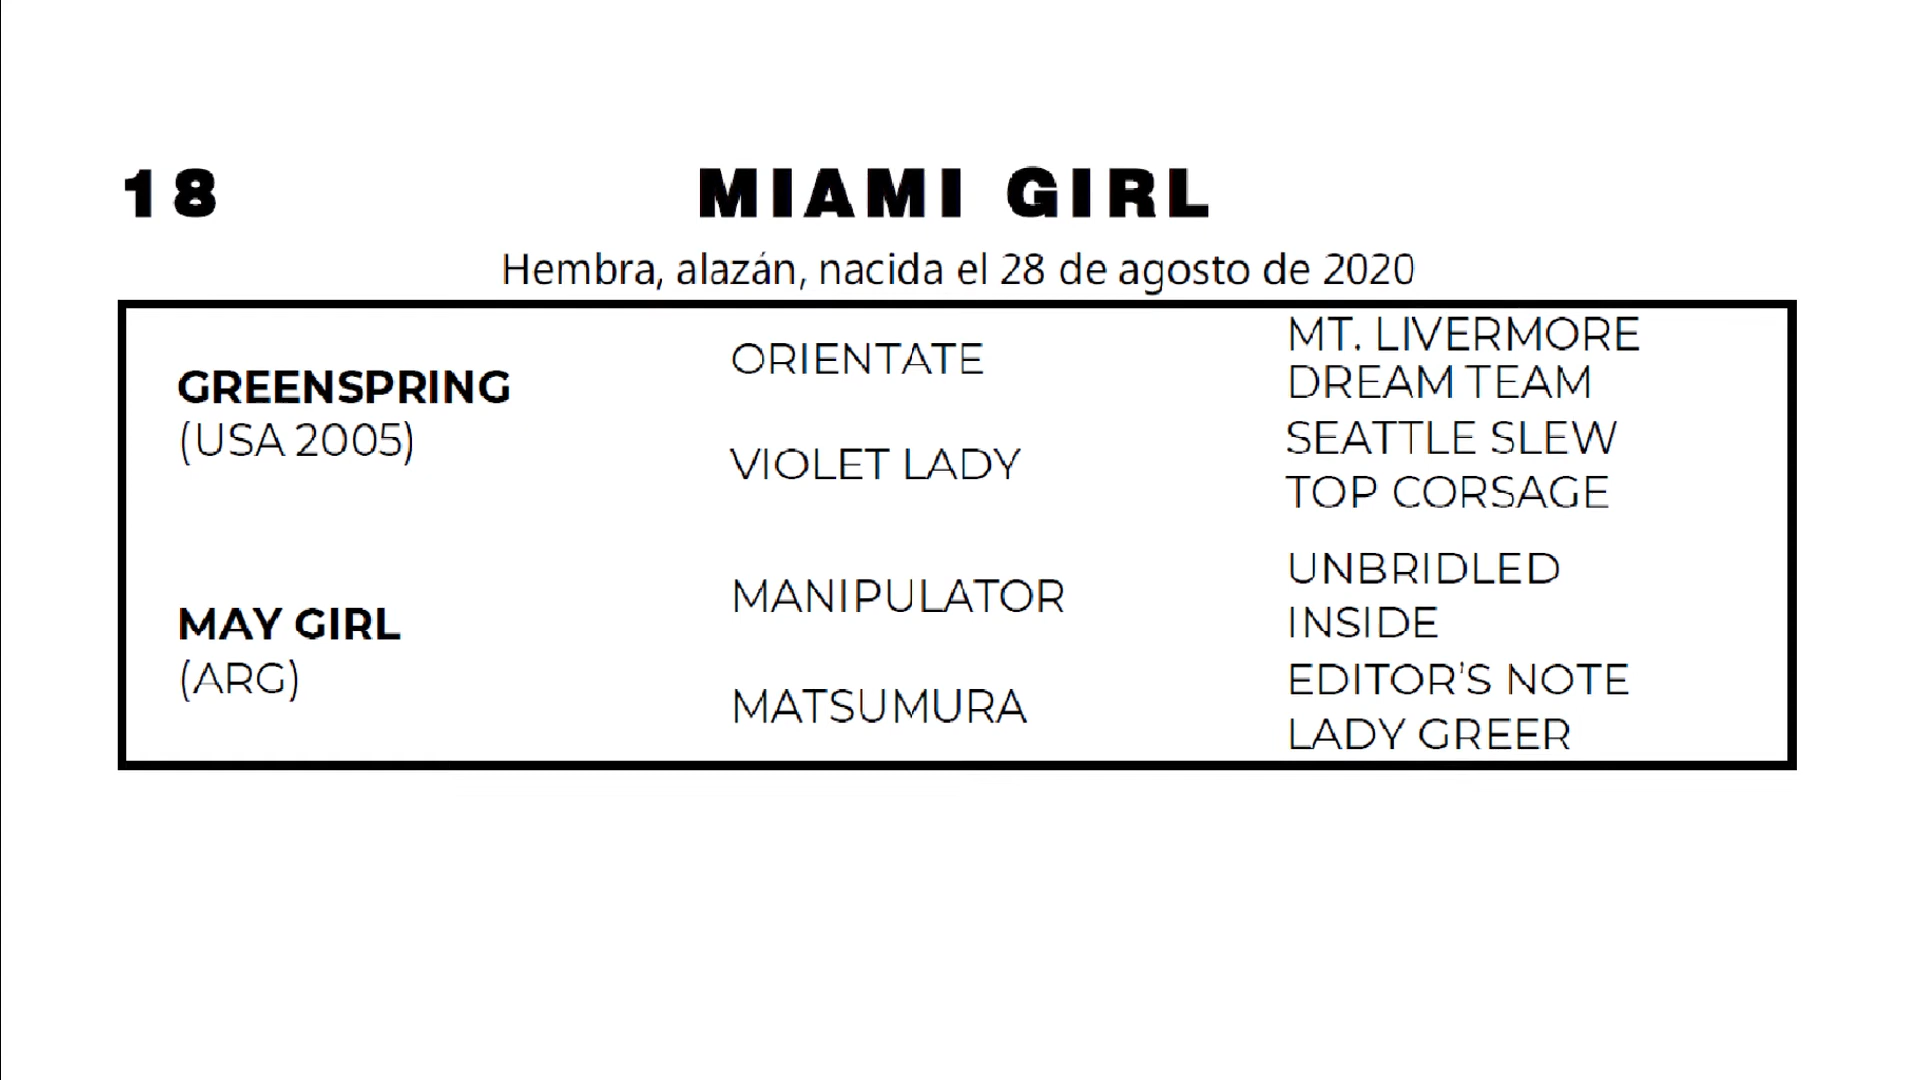 18
MIAMI GIRL
Hembra, alazán, nacida el 28 de agosto de 2020
GREENSPRING
(USA 2005)
ORIENTATE
VIOLET LADY
MT. LIVERMORE
DREAM TEAM
SEATTLE SLEW
TOP CORSAGE
MAY GIRL
(ARG)
MANIPULATOR
MATSUMURA
UNBRIDLED
INSIDE
EDITOR'S NOTE
LADY GREER